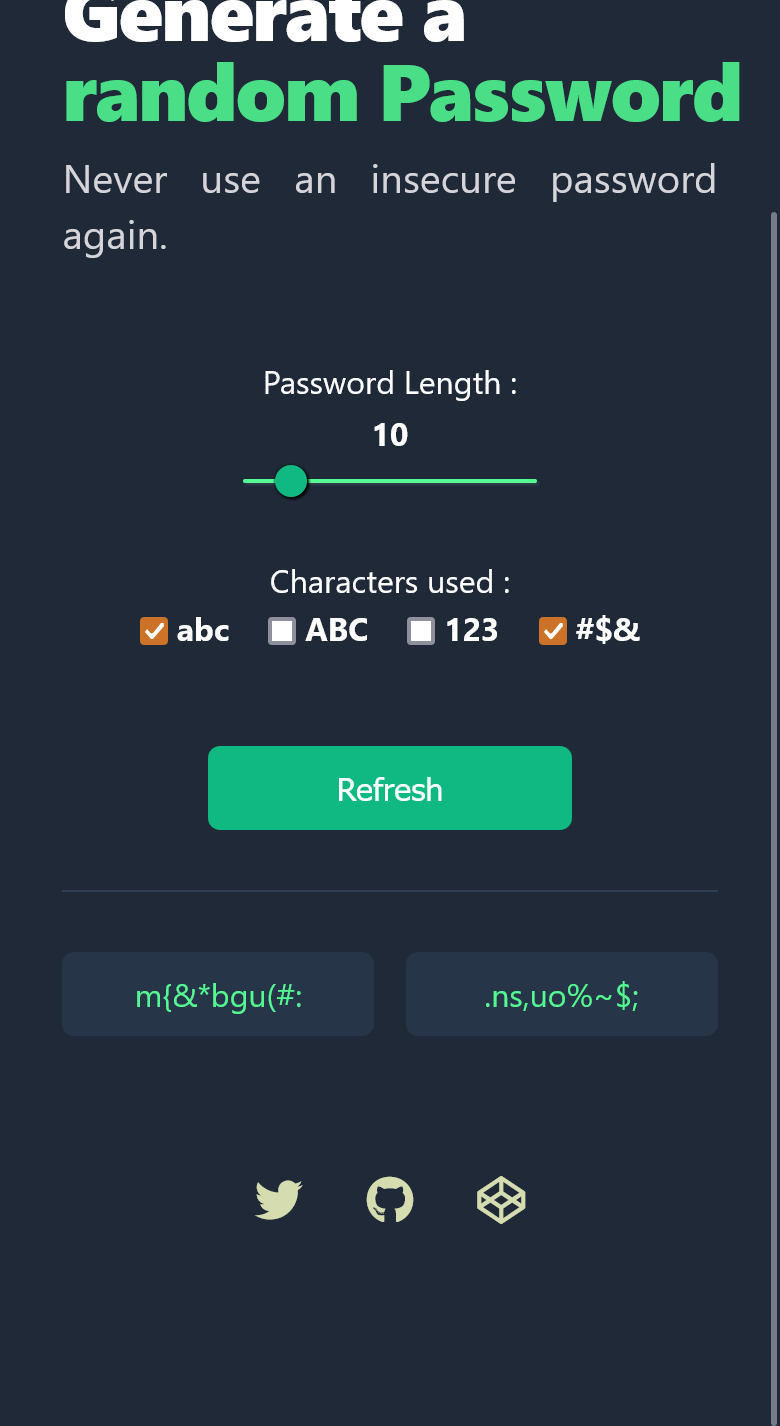 Generate a
random Password
Never use an insecure password
again.
Password Length :
10
Characters used :
abc ABC 123 #$&
Refresh
m{&*bgu(#: .ns,uo%~$;